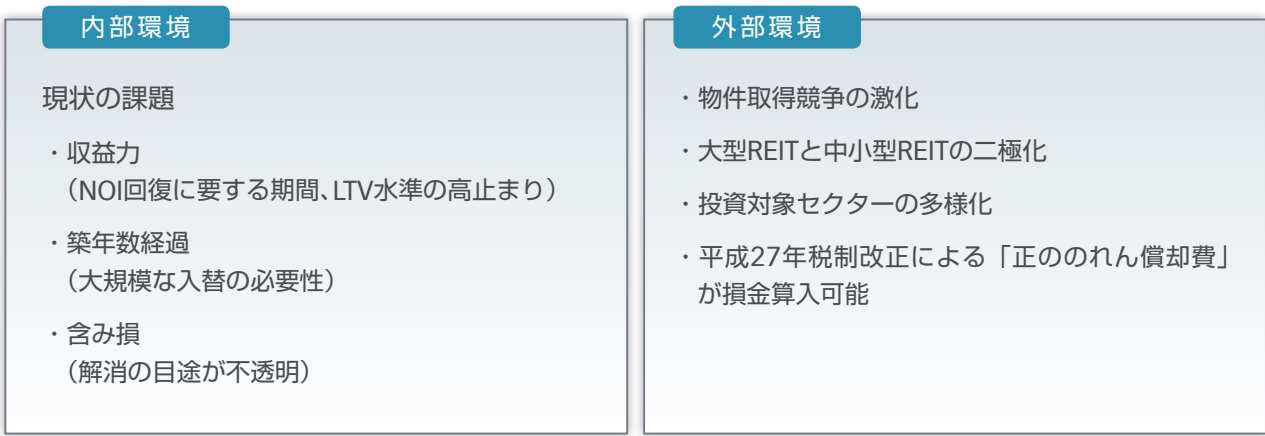 内部環境
現状の課題
・収益力
（NOI回復に要する期間、LTV水準の高止まり）
・築年数経過
（大規模な入替の必要性）
・含み損
（解消の目途が不透明）
外部環境
・物件取得競争の激化
・大型REITと中小型REITの二極化
・投資対象セクターの多様化
・平成27年税制改正による「正ののれん償却費」
が損金算入可能